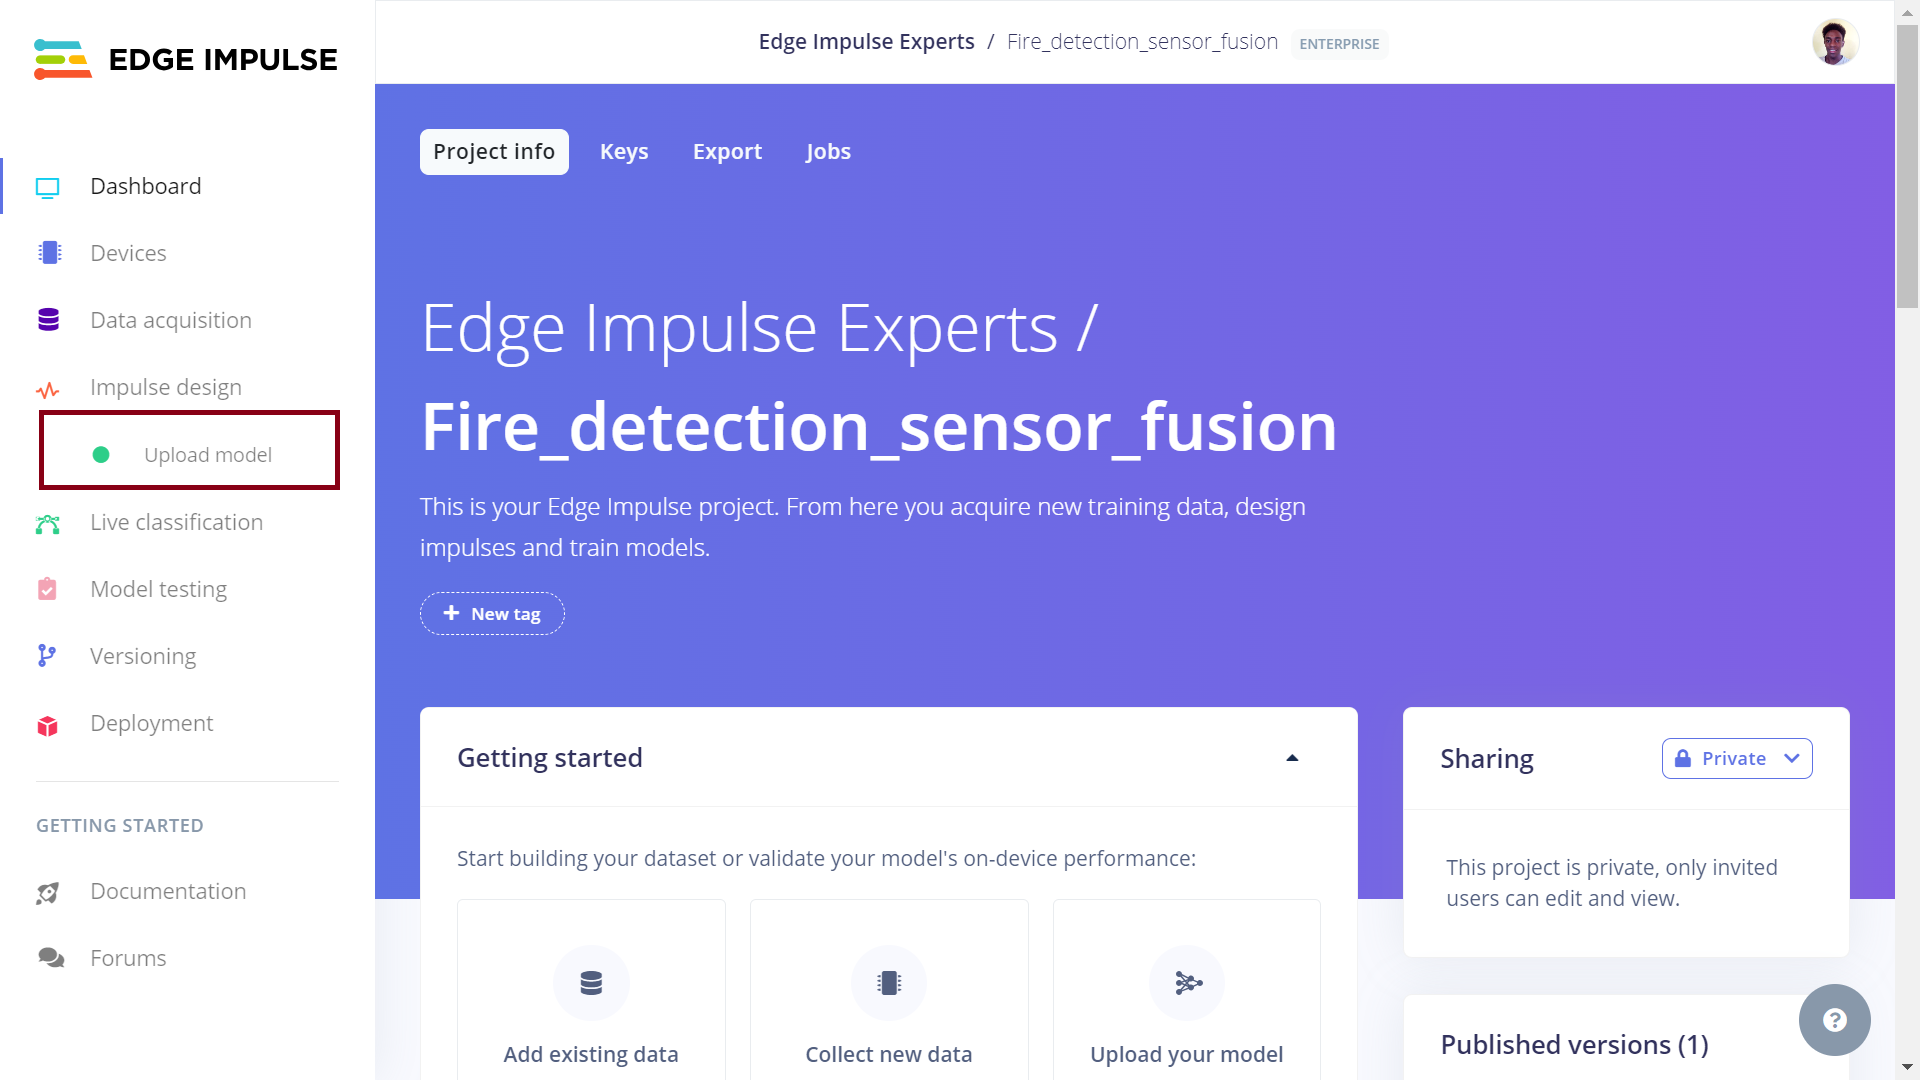 EDGE IMPULSE
Edge Impulse Experts / Fire_detection_sensor_fusion ENTERPRISE
Dashboard
Devices
Data acquisition
Impulse design
Upload model
Live classification
Model testing
Versioning
Deployment
GETTING STARTED
Documentation
Forums
Project info Keys Export Jobs
Edge Impulse Experts /
Fire_detection_sensor_fusion
This is your Edge Impulse project. From here you acquire new training data, design
impulses and train models.
+ New tag
Getting started
Start building your dataset or validate your model's on-device performance:
Add existing data
Collect new data
Upload your model
Sharing
Private
This project is private, only invited
users can edit and view.
Published versions (1)
?